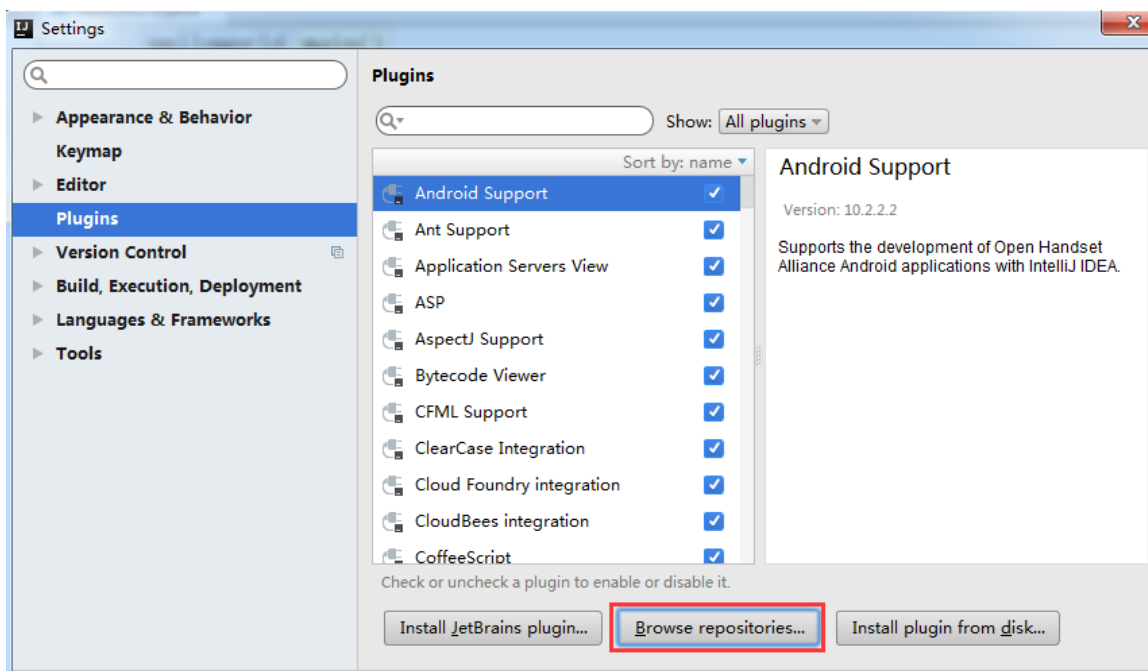 Settings
Appearance & Behavior
Keymap
Editor
Plugins
Version Control
Build, Execution, Deployment
Languages & Frameworks
Tools
Plugins
Show: All plugins
Sort by: name
Android Support
Ant Support
Application Servers View
ASP
AspectJ Support
Bytecode Viewer
CFML Support
ClearCase Integration
Cloud Foundry integration
CloudBees integration
CoffeeScript
Check or uncheck a plugin to enable or disable it.
Install JetBrains plugin...
Browse repositories...
Install plugin from disk...
Android Support
Version: 10.2.2.2
Supports the development of Open Handset
Alliance Android applications with IntelliJ IDEA.